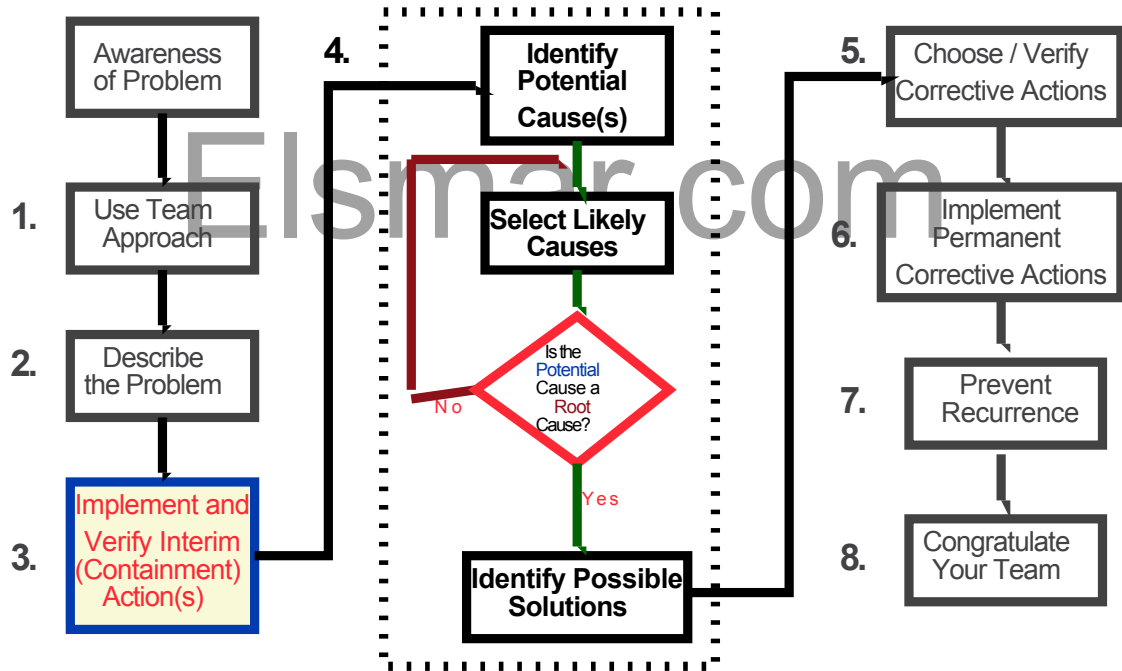 Awareness
of Problem
1.
Use Team
Approach
2.
Describe
the Problem
3.
Implement and
Verify Interim
(Containment)
Action(s)
4.
Identify
Potential
Cause(s)
Select Likely
Causes
Is the
Potential
Cause a
Root
Cause?
No
Yes
Identify Possible
Solutions
5.
Choose / Verify
Corrective Actions
6.
Implement
Permanent
Corrective Actions
7.
Prevent
Recurrence
8.
Congratulate
Your Team
Elsmar.com